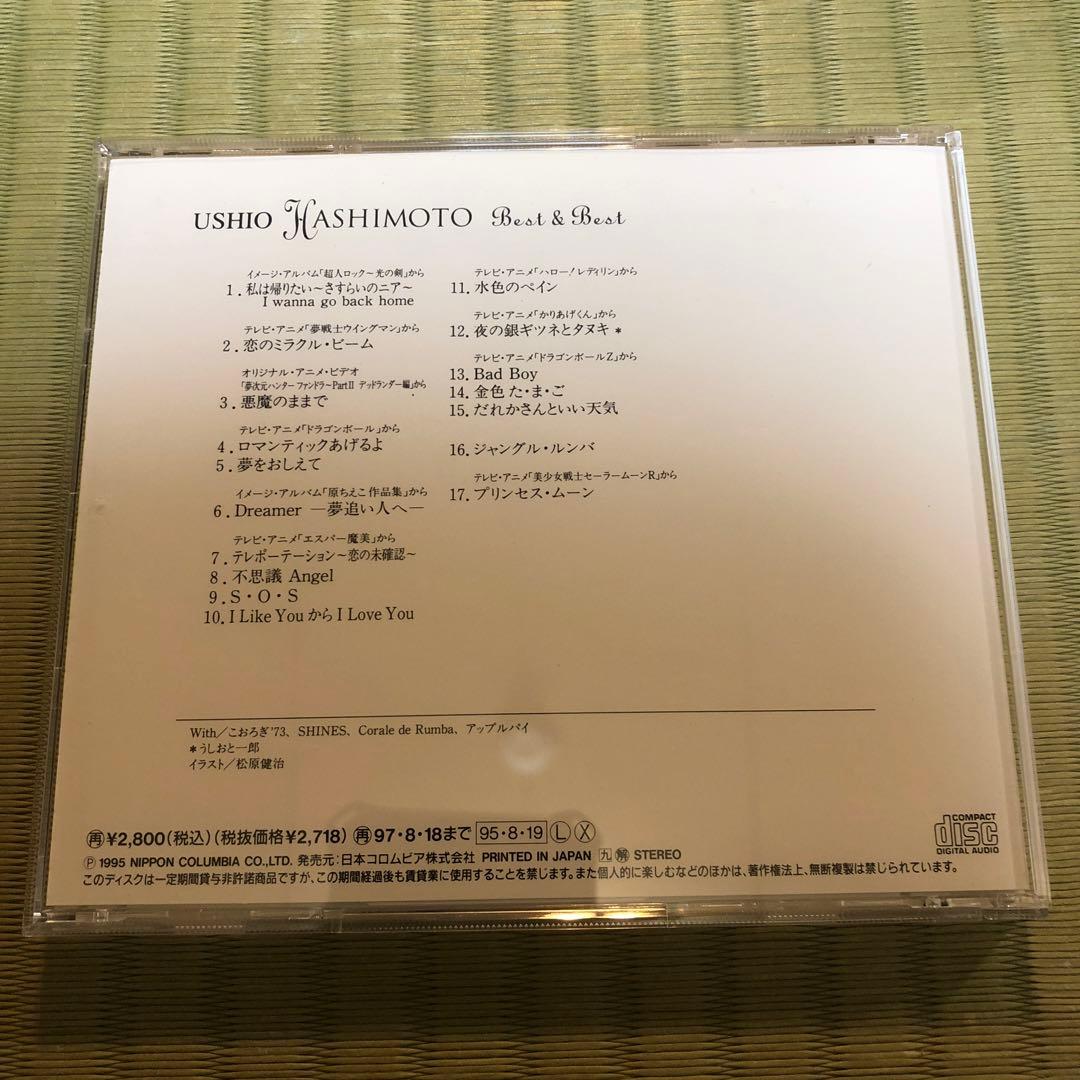 USHIO HASHIMOTO Best & Best
イメージ・アルバム「超人ロック〜光の剣」から
1. 私は帰りたい〜さすらいのニア〜
I wanna go back home
テレビ・アニメ「夢戦士ウイングマン」から
2. 恋のミラクル・ビーム
オリジナル・アニメ・ビデオ
「夢次元ハンター ファンドラ〜PartⅡ デッドランダー編」から
3. 悪魔のままで
テレビ・アニメ「ドラゴンボール」から
4. ロマンティックあげるよ
5. 夢をおしえて
イメージ・アルバム「原ちえこ作品集」から
6. Dreamer ―夢追い人へ―
テレビ・アニメ「エスパー魔美」から
7. テレポーテーション〜恋の未確認〜
8. 不思議 Angel
9. S・O・S
10. I Like You から I Love You
テレビ・アニメ「ハロー!レディリン」から
11. 水色のペイン
テレビ・アニメ「かりあげくん」から
12. 夜の銀ギツネとタヌキ *
テレビ・アニメ「ドラゴンボールZ」から
13. Bad Boy
14. 金色 た・ま・ご
15. だれかさんといい天気
16. ジャングル・ルンバ
テレビ・アニメ「美少女戦士セーラームーンR」から
17. プリンセス・ムーン
With/こおろぎ'73、SHINES、Corale de Rumba、アップルパイ
*うしおと一郎
イラスト/松原健治
再¥2,800(税込)(税抜価格¥2,718) 再97・8・18まで 95・8・19 L X
℗ 1995 NIPPON COLUMBIA CO.,LTD. 発売元:日本コロムビア株式会社 PRINTED IN JAPAN 九 解 STEREO
このディスクは一定期間貸与非許諾商品ですが、この期間経過後も賃貸業に使用することを禁じます。また個人的に楽しむなどのほかは、著作権法上、無断複製は禁じられています。
COMPACT
disc
DIGITAL AUDIO